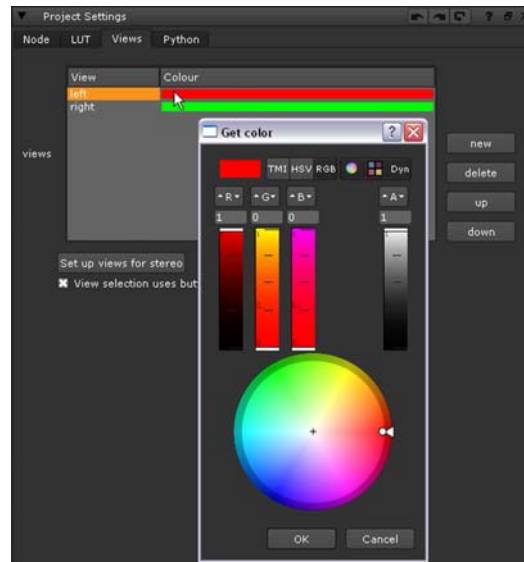 Project Settings
Node LUT Views Python
View Colour
left
right
views
new
delete
up
down
Set up views for stereo
View selection uses but
Get color
TMI HSV RGB Dyn
R G B A
1 0 0 1
OK Cancel